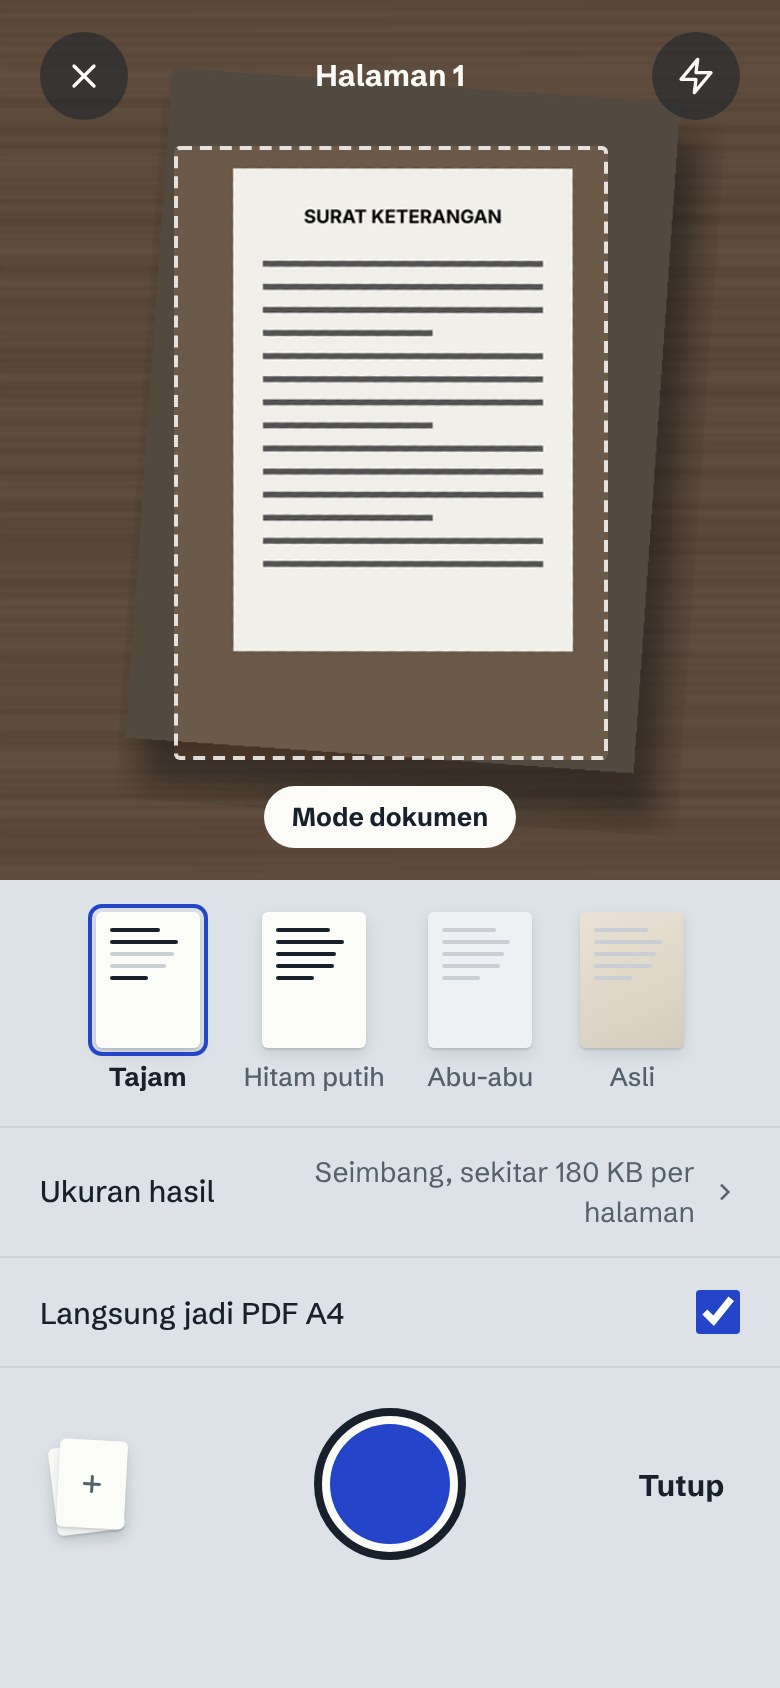 Halaman 1
SURAT KETERANGAN
Mode dokumen
Tajam
Hitam putih
Abu-abu
Asli
Ukuran hasil
Seimbang, sekitar 180 KB per
halaman
Langsung jadi PDF A4
Tutup